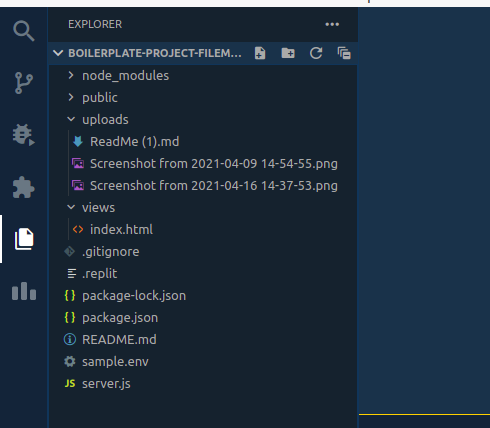 EXPLORER
BOILERPLATE-PROJECT-FILEM...
node_modules
public
uploads
ReadMe (1).md
Screenshot from 2021-04-09 14-54-55.png
Screenshot from 2021-04-16 14-37-53.png
views
index.html
.gitignore
.replit
package-lock.json
package.json
README.md
sample.env
JS server.js